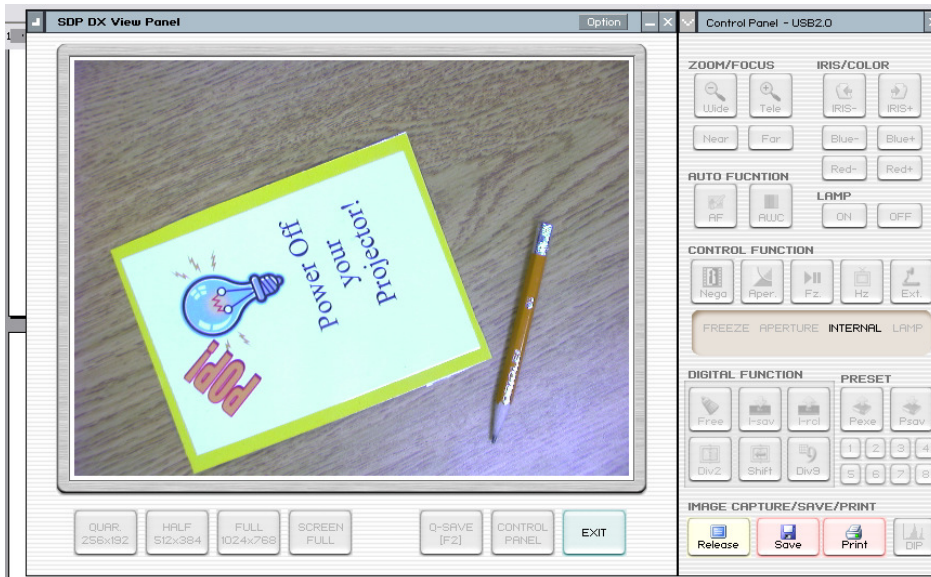 SDP DX View Panel
Option
Power Off
your
Projector!
POP!
QUAR.
256x192
HALF
512x384
FULL
1024x768
SCREEN
FULL
Q-SAVE
[F2]
CONTROL
PANEL
EXIT
Control Panel - USB2.0
ZOOM/FOCUS
Wide
Tele
Near
Far
IRIS/COLOR
IRIS-
IRIS+
Blue-
Blue+
Red-
Red+
AUTO FUCNTION
AF
AWC
LAMP
ON
OFF
CONTROL FUNCTION
Nega
Aper.
Fz.
Hz
Ext.
FREEZE APERTURE INTERNAL LAMP
DIGITAL FUNCTION
Free
I-sav
I-rcl
Div2
Shift
Div9
PRESET
Pexe
Psav
1 2 3 4
5 6 7 8
IMAGE CAPTURE/SAVE/PRINT
Release
Save
Print
DIP